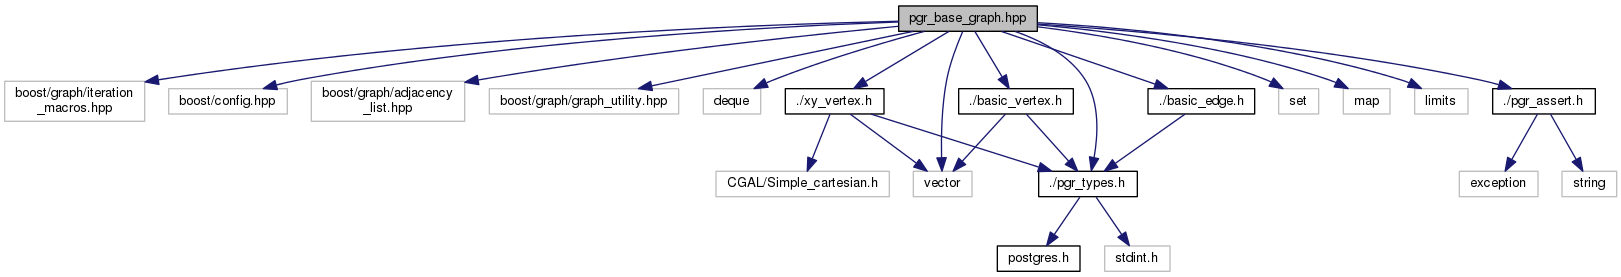 pgr_base_graph.hpp
boost/graph/iteration
_macros.hpp
boost/config.hpp
boost/graph/adjacency
_list.hpp
boost/graph/graph_utility.hpp
deque
./xy_vertex.h
./basic_vertex.h
./basic_edge.h
set
map
limits
./pgr_assert.h
CGAL/Simple_cartesian.h
vector
./pgr_types.h
exception
string
postgres.h
stdint.h